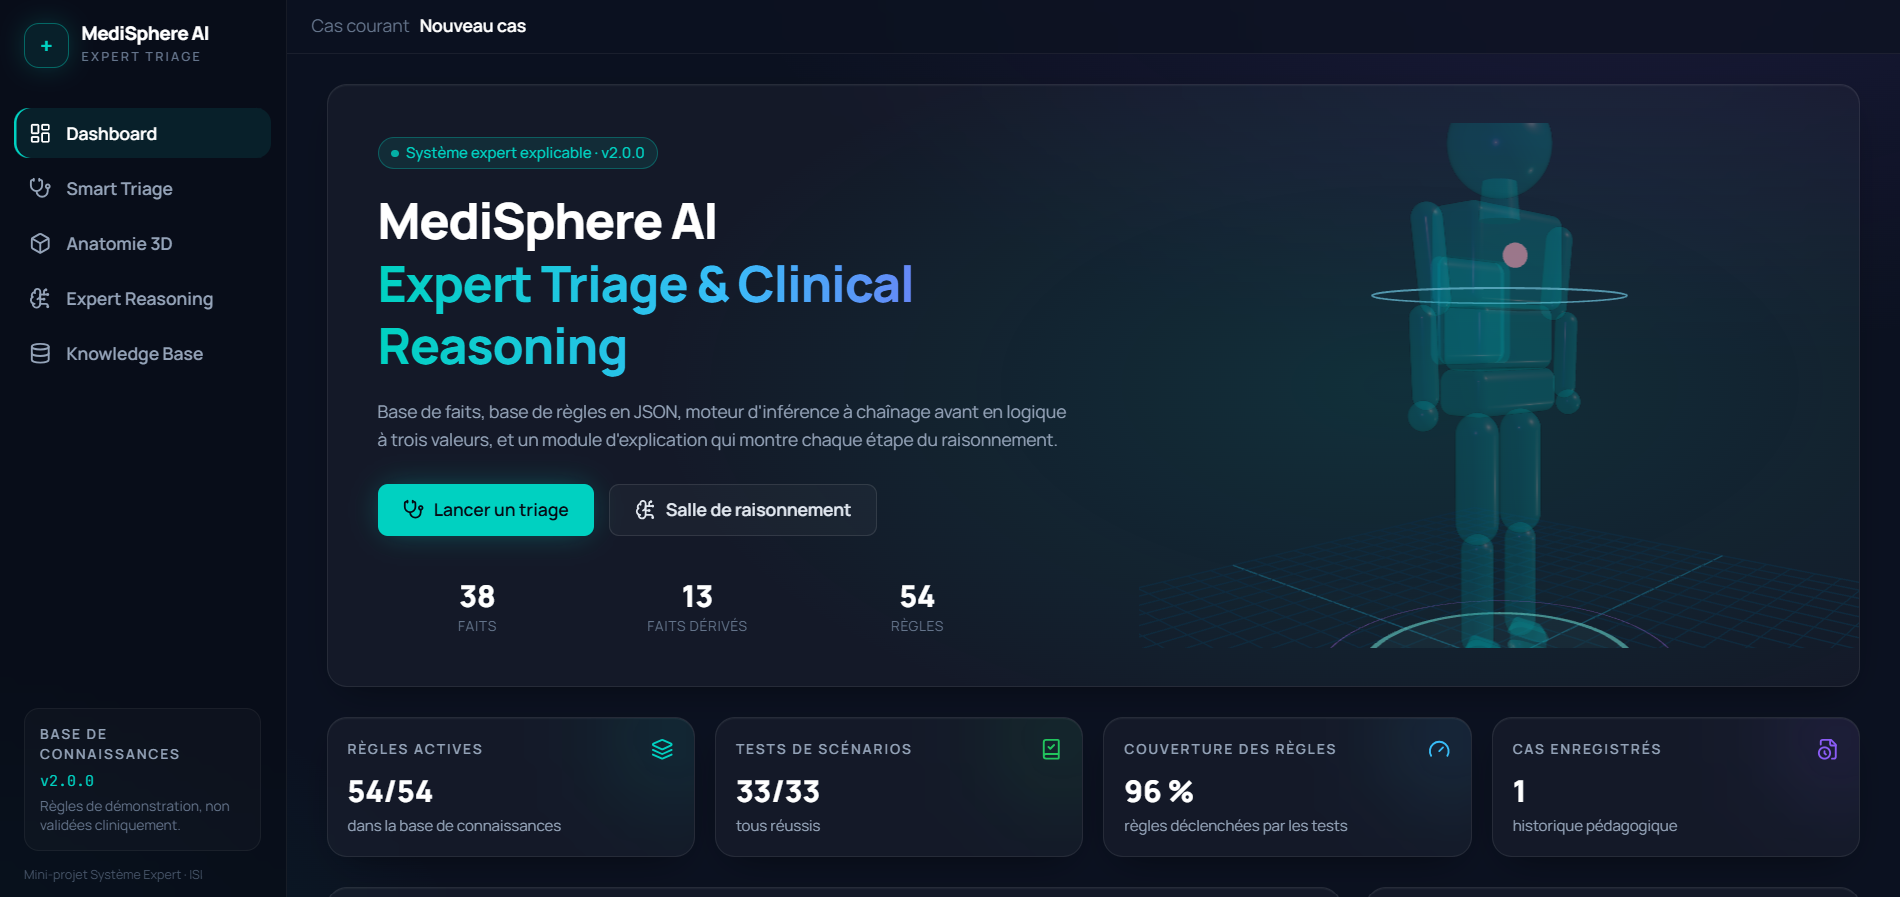 MediSphere AI
EXPERT TRIAGE
Dashboard
Smart Triage
Anatomie 3D
Expert Reasoning
Knowledge Base
BASE DE
CONNAISSANCES
v2.0.0
Règles de démonstration, non
validées cliniquement.
Mini-projet Système Expert · ISI
Cas courant Nouveau cas
Système expert explicable · v2.0.0
MediSphere AI
Expert Triage & Clinical
Reasoning
Base de faits, base de règles en JSON, moteur d'inférence à chaînage avant en logique
à trois valeurs, et un module d'explication qui montre chaque étape du raisonnement.
Lancer un triage
Salle de raisonnement
38
FAITS
13
FAITS DÉRIVÉS
54
RÈGLES
RÈGLES ACTIVES
54/54
dans la base de connaissances
TESTS DE SCÉNARIOS
33/33
tous réussis
COUVERTURE DES RÈGLES
96 %
règles déclenchées par les tests
CAS ENREGISTRÉS
1
historique pédagogique